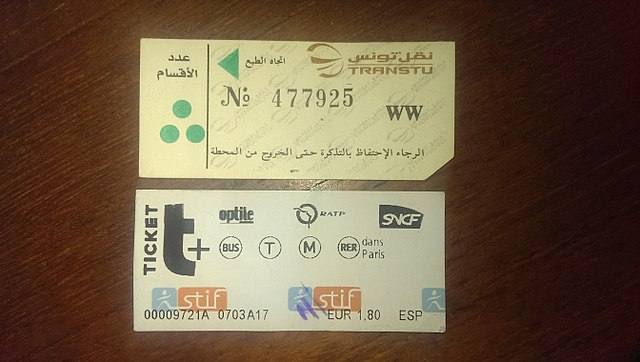 عدد
الأقسام
اتجاه الطبع
نقل تونس
TRANSTU
№ 477925
WW
الرجاء الإحتفاظ بالتذكرة حتى الخروج من المحطة
TICKET
t+
optile
RATP
SNCF
BUS T M RER dans
Paris
stif stif
00009721A 0703A17 EUR 1,80 ESP